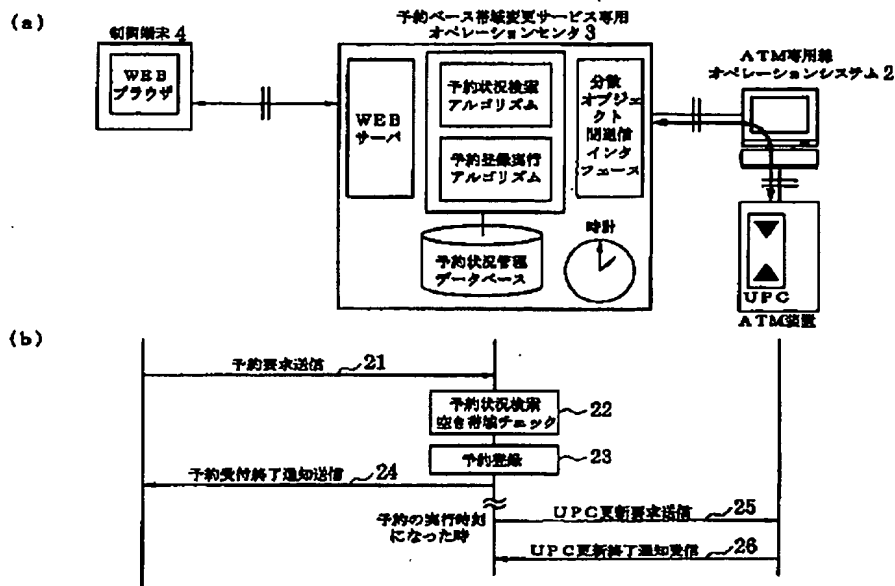 (a)
予約ベース帯域変更サービス専用
オペレーションセンタ3
制御端末4
WEB
ブラウザ
WEB
サーバ
予約状況検索
アルゴリズム
予約登録実行
アルゴリズム
予約状況管理
データベース
分散
オブジェ
クト
間通信
インタ
フェース
時計
ATM専用線
オペレーションシステム2
UPC
ATM装置
(b)
予約要求送信
21
予約状況検索
空き帯域チェック
22
予約登録
23
予約受付終了通知送信
24
予約の実行時刻
になった時
UPC更新要求送信
25
UPC更新終了通知受信
26